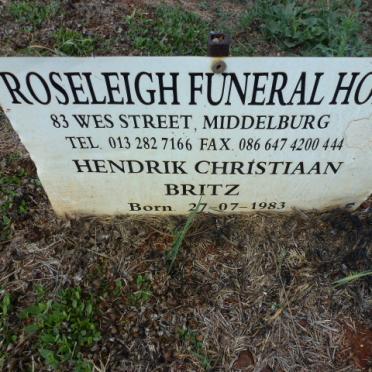 ROSELEIGH FUNERAL HO
83 WES STREET, MIDDELBURG
TEL. 013 282 7166 FAX. 086 647 4200 444
HENDRIK CHRISTIAAN
BRITZ
Born 27-07-1983